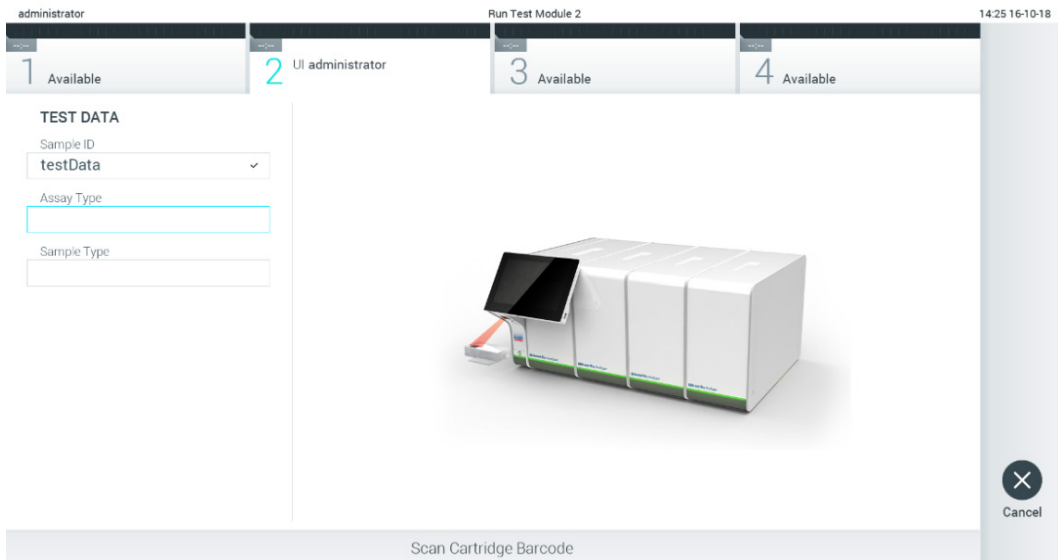 administrator
Run Test Module 2
14:25 16-10-18
--:--
1 Available
--:--
2 UI administrator
--:--
3 Available
--:--
4 Available
TEST DATA
Sample ID
testData
Assay Type
Sample Type
Cancel
Scan Cartridge Barcode